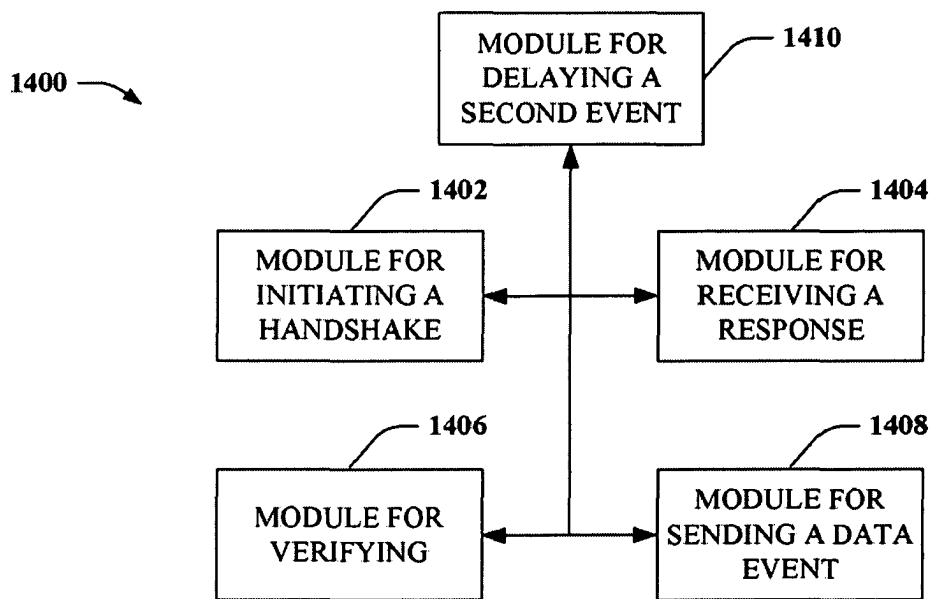 1400
MODULE FOR
DELAYING A
SECOND EVENT
1410
1402
MODULE FOR
INITIATING A
HANDSHAKE
1404
MODULE FOR
RECEIVING A
RESPONSE
1406
MODULE FOR
VERIFYING
1408
MODULE FOR
SENDING A DATA
EVENT